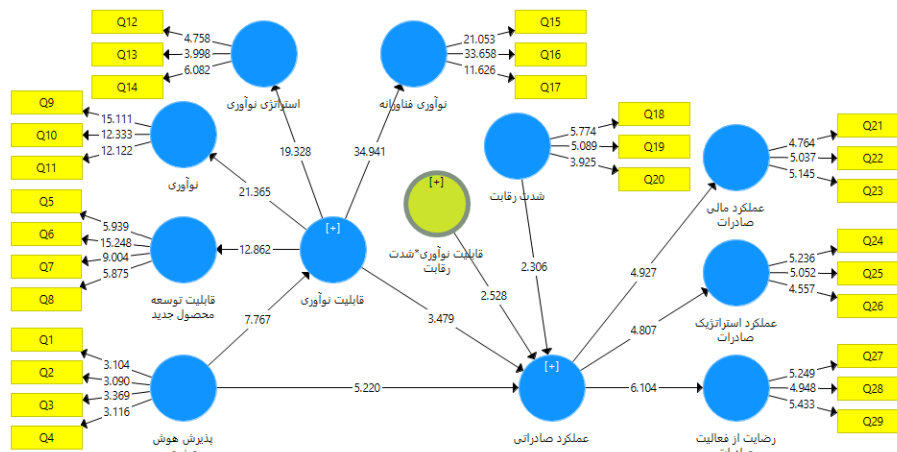 Q12
4.758
Q13
3.998
Q14
6.082
استراتژی نوآوری
Q15
21.053
Q16
33.658
Q17
11.626
نوآوری فناورانه
Q9
15.111
Q10
12.333
Q11
12.122
نوآوری
19.328
34.941
21.365
Q18
5.774
Q19
5.089
Q20
3.925
شدت رقابت
Q21
4.764
Q22
5.037
Q23
5.145
عملکرد مالی
صادرات
Q5
5.939
Q6
15.248
Q7
9.004
Q8
5.875
قابلیت توسعه
محصول جدید
12.862
[+]
قابلیت نوآوری
[+]
قابلیت نوآوری*شدت
رقابت
2.306
2.528
3.479
7.767
4.927
4.807
Q24
5.236
Q25
5.052
Q26
4.557
عملکرد استراتژیک
صادرات
Q1
3.104
Q2
3.090
Q3
3.369
Q4
3.116
پذیرش هوش
5.220
[+]
عملکرد صادراتی
6.104
Q27
5.249
Q28
4.948
Q29
5.433
رضایت از فعالیت